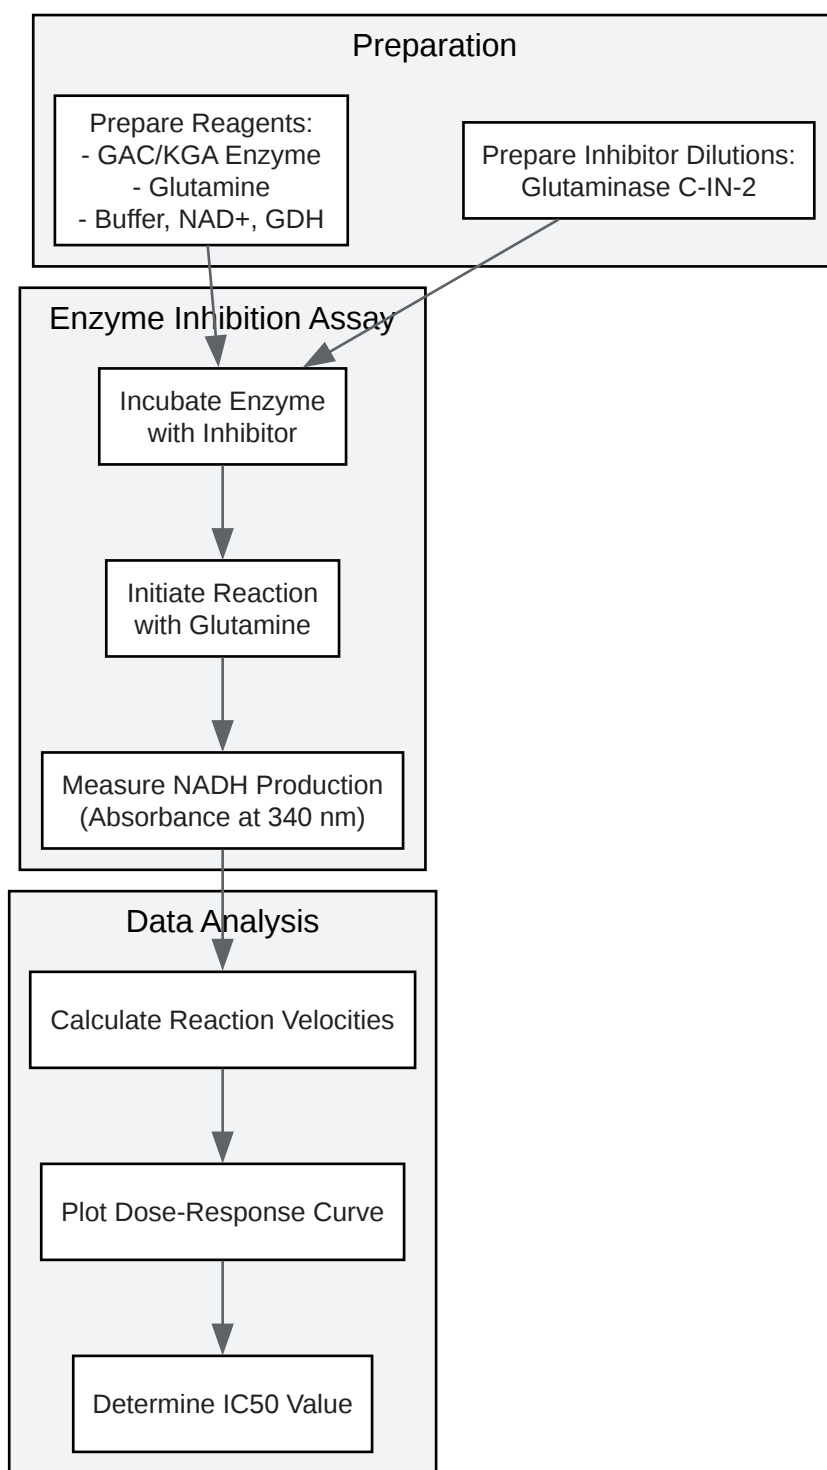 Preparation
Prepare Reagents:
- GAC/KGA Enzyme
- Glutamine
- Buffer, NAD+, GDH
Prepare Inhibitor Dilutions:
Glutaminase C-IN-2
Enzyme Inhibition Assay
Incubate Enzyme
with Inhibitor
Initiate Reaction
with Glutamine
Measure NADH Production
(Absorbance at 340 nm)
Data Analysis
Calculate Reaction Velocities
Plot Dose-Response Curve
Determine IC50 Value